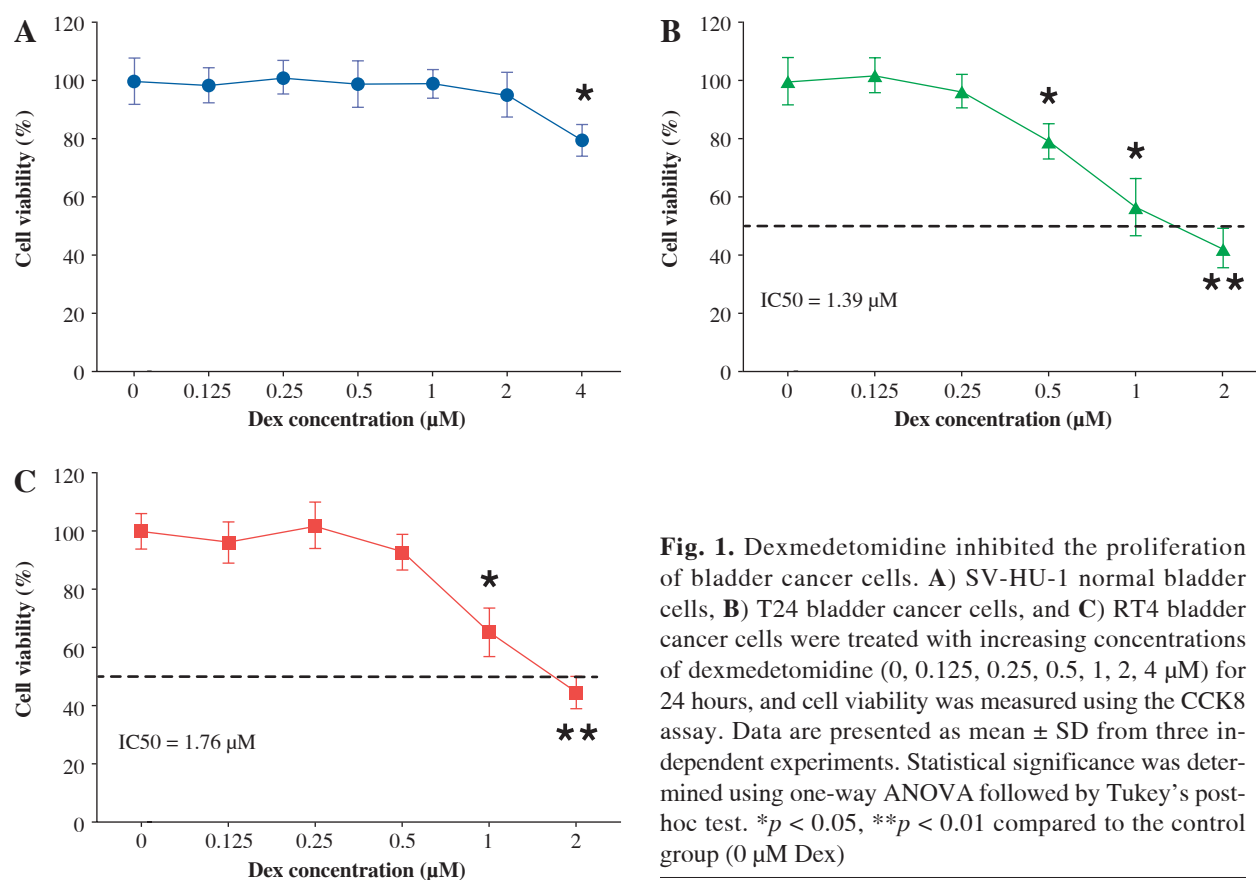 A
120
100
80
60
40
20
0
Cell viability (%)
*
0 0.125 0.25 0.5 1 2 4
Dex concentration (µM)
B
120
100
80
60
40
20
0
Cell viability (%)
*
*
**
IC50 = 1.39 µM
0 0.125 0.25 0.5 1 2
Dex concentration (µM)
C
120
100
80
60
40
20
0
Cell viability (%)
*
**
IC50 = 1.76 µM
0 0.125 0.25 0.5 1 2
Dex concentration (µM)
Fig. 1. Dexmedetomidine inhibited the proliferation
of bladder cancer cells. A) SV-HU-1 normal bladder
cells, B) T24 bladder cancer cells, and C) RT4 bladder
cancer cells were treated with increasing concentrations
of dexmedetomidine (0, 0.125, 0.25, 0.5, 1, 2, 4 µM) for
24 hours, and cell viability was measured using the CCK8
assay. Data are presented as mean ± SD from three in-
dependent experiments. Statistical significance was deter-
mined using one-way ANOVA followed by Tukey's post-
hoc test. *p < 0.05, **p < 0.01 compared to the control
group (0 µM Dex)